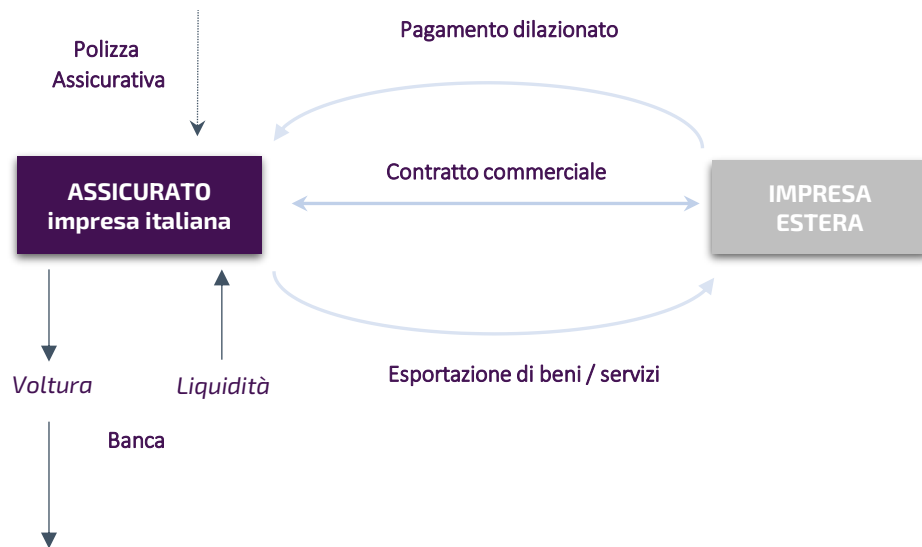 Polizza
Assicurativa
Pagamento dilazionato
ASSICURATO
impresa italiana
Contratto commerciale
IMPRESA
ESTERA
Voltura
Liquidità
Esportazione di beni / servizi
Banca